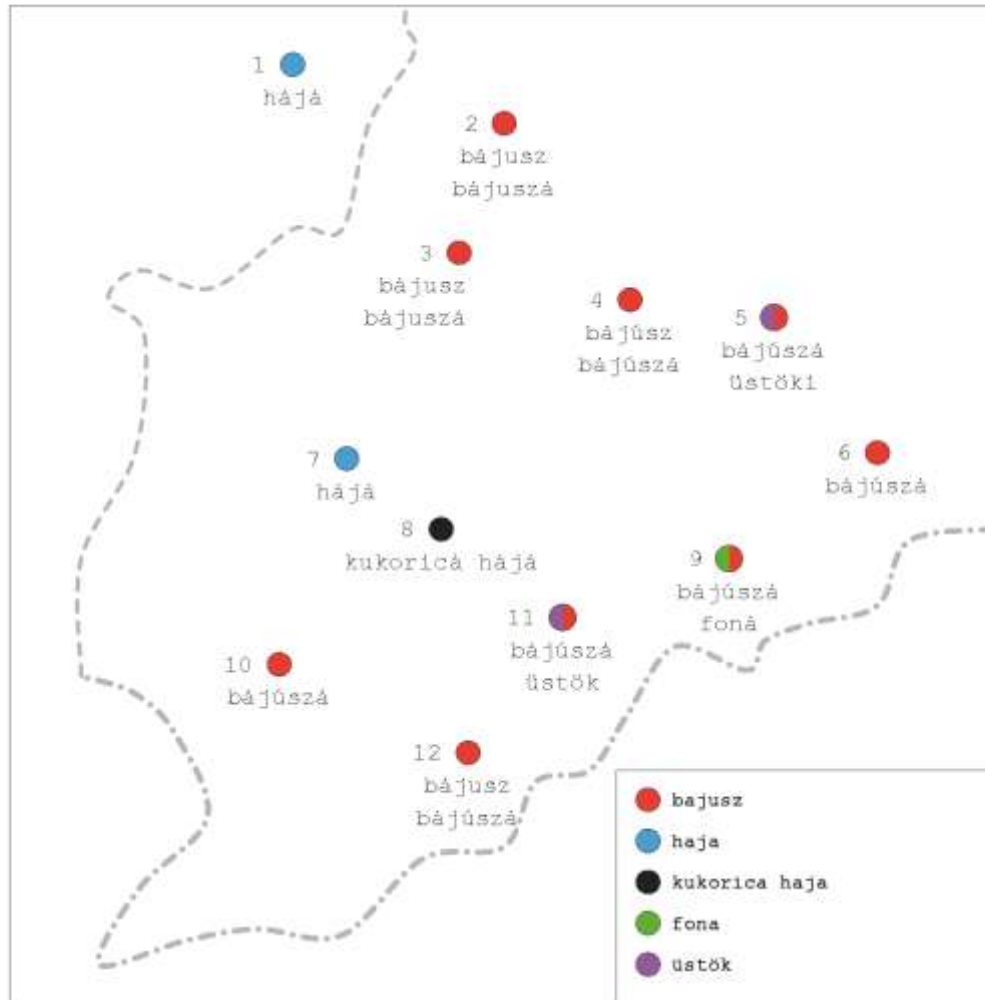 1
hájá
2
bájusz
bájuszá
3
bájusz
bájuszá
4
bájúsz
bájúszá
5
bájúszá
üstöki
6
bájúszá
7
hájá
8
kukoricá hájá
9
bájúszá
foná
10
bájúszá
11
bájúszá
üstök
12
bájusz
bájúszá
bajusz
haja
kukorica haja
fona
üstök